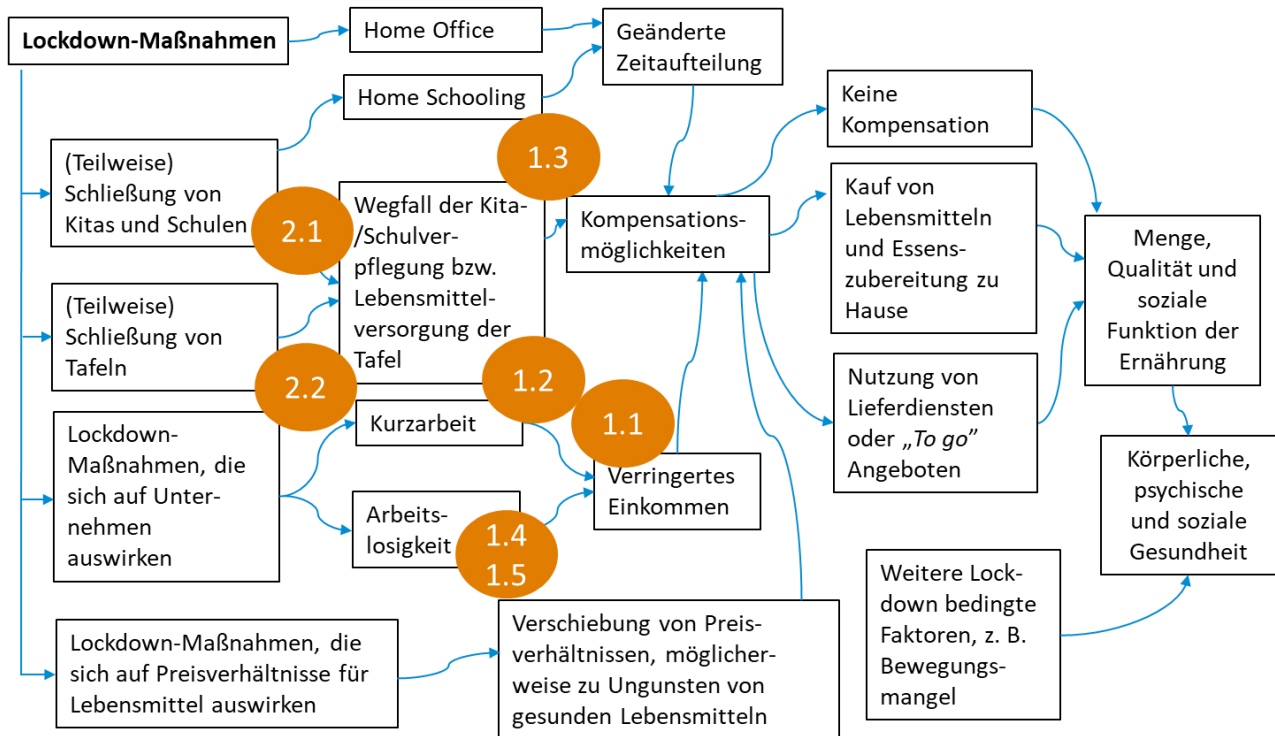 Lockdown-Maßnahmen
Home Office
Geänderte
Zeitaufteilung
Home Schooling
Keine
Kompensation
(Teilweise)
Schließung von
Kitas und Schulen
1.3
2.1
Wegfall der Kita-
/Schulver-
pflegung bzw.
Lebensmittel-
versorgung der
Tafel
Kompensations-
möglichkeiten
Kauf von
Lebensmitteln
und Essens-
zubereitung zu
Hause
Menge,
Qualität und
soziale
Funktion der
Ernährung
(Teilweise)
Schließung von
Tafeln
2.2
1.2
1.1
Nutzung von
Lieferdiensten
oder „To go”
Angeboten
Lockdown-
Maßnahmen, die
sich auf Unter-
nehmen
auswirken
Kurzarbeit
Verringertes
Einkommen
Körperliche,
psychische
und soziale
Gesundheit
Arbeits-
losigkeit
1.4
1.5
Weitere Lock-
down bedingte
Faktoren, z. B.
Bewegungs-
mangel
Lockdown-Maßnahmen, die
sich auf Preisverhältnisse für
Lebensmittel auswirken
Verschiebung von Preis-
verhältnissen, möglicher-
weise zu Ungunsten von
gesunden Lebensmitteln